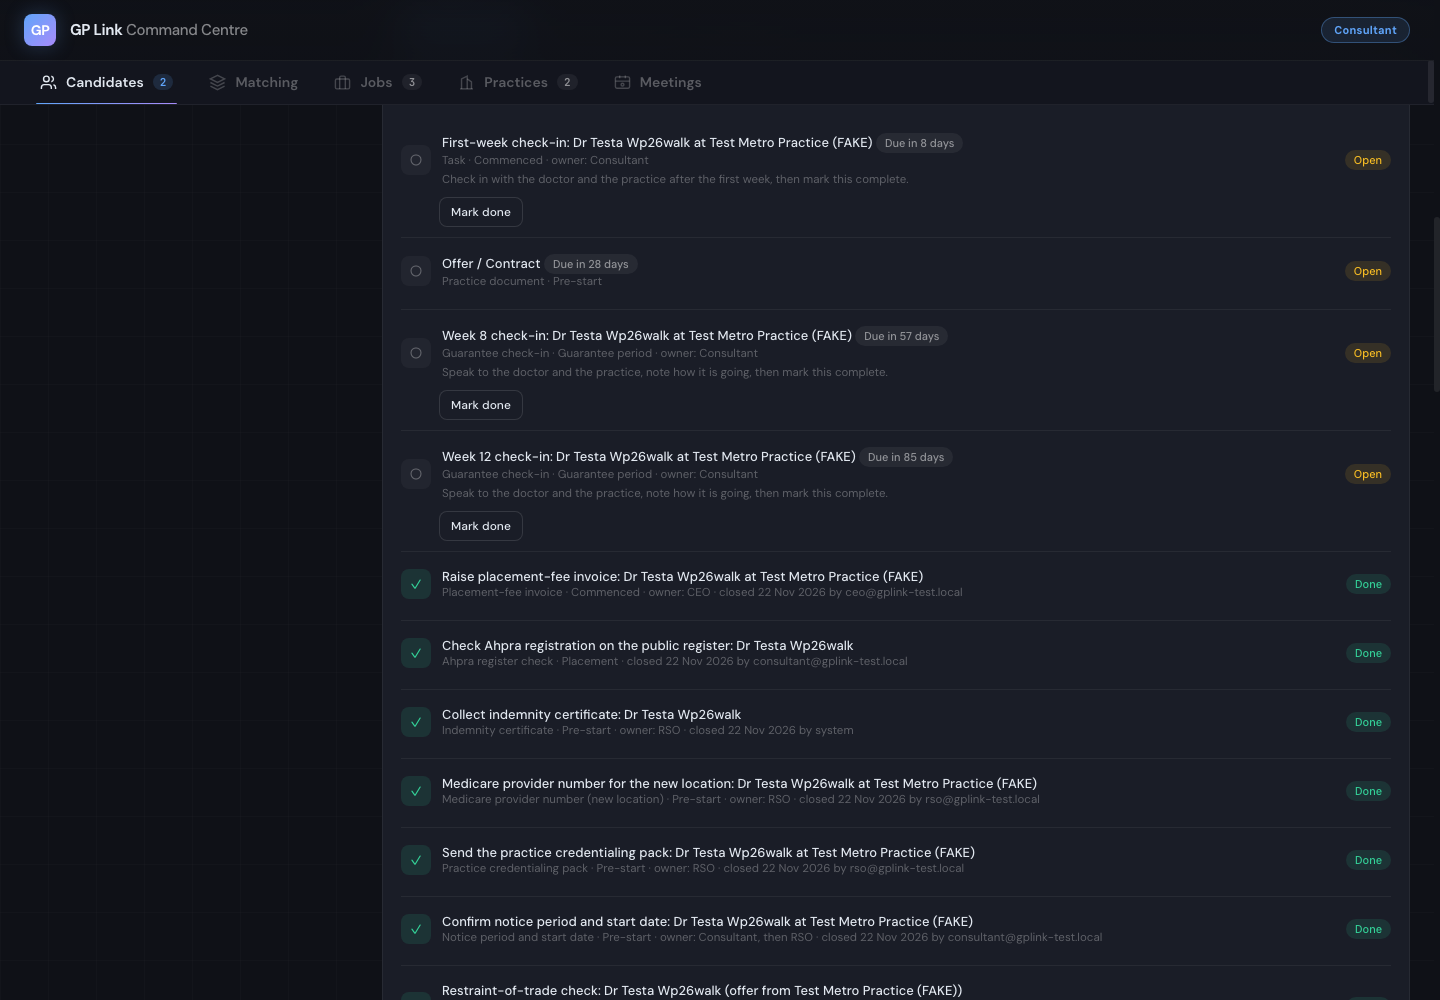 GP
GP Link Command Centre
Consultant
Candidates 2
Matching
Jobs 3
Practices 2
Meetings
First-week check-in: Dr Testa Wp26walk at Test Metro Practice (FAKE) Due in 8 days
Task · Commenced · owner: Consultant
Check in with the doctor and the practice after the first week, then mark this complete.
Open
Mark done
Offer / Contract Due in 28 days
Practice document · Pre-start
Open
Week 8 check-in: Dr Testa Wp26walk at Test Metro Practice (FAKE) Due in 57 days
Guarantee check-in · Guarantee period · owner: Consultant
Speak to the doctor and the practice, note how it is going, then mark this complete.
Open
Mark done
Week 12 check-in: Dr Testa Wp26walk at Test Metro Practice (FAKE) Due in 85 days
Guarantee check-in · Guarantee period · owner: Consultant
Speak to the doctor and the practice, note how it is going, then mark this complete.
Open
Mark done
Raise placement-fee invoice: Dr Testa Wp26walk at Test Metro Practice (FAKE)
Placement-fee invoice · Commenced · owner: CEO · closed 22 Nov 2026 by ceo@gplink-test.local
Done
Check Ahpra registration on the public register: Dr Testa Wp26walk
Ahpra register check · Placement · closed 22 Nov 2026 by consultant@gplink-test.local
Done
Collect indemnity certificate: Dr Testa Wp26walk
Indemnity certificate · Pre-start · owner: RSO · closed 22 Nov 2026 by system
Done
Medicare provider number for the new location: Dr Testa Wp26walk at Test Metro Practice (FAKE)
Medicare provider number (new location) · Pre-start · owner: RSO · closed 22 Nov 2026 by rso@gplink-test.local
Done
Send the practice credentialing pack: Dr Testa Wp26walk at Test Metro Practice (FAKE)
Practice credentialing pack · Pre-start · owner: RSO · closed 22 Nov 2026 by rso@gplink-test.local
Done
Confirm notice period and start date: Dr Testa Wp26walk at Test Metro Practice (FAKE)
Notice period and start date · Pre-start · owner: Consultant, then RSO · closed 22 Nov 2026 by consultant@gplink-test.local
Done
Restraint-of-trade check: Dr Testa Wp26walk (offer from Test Metro Practice (FAKE))